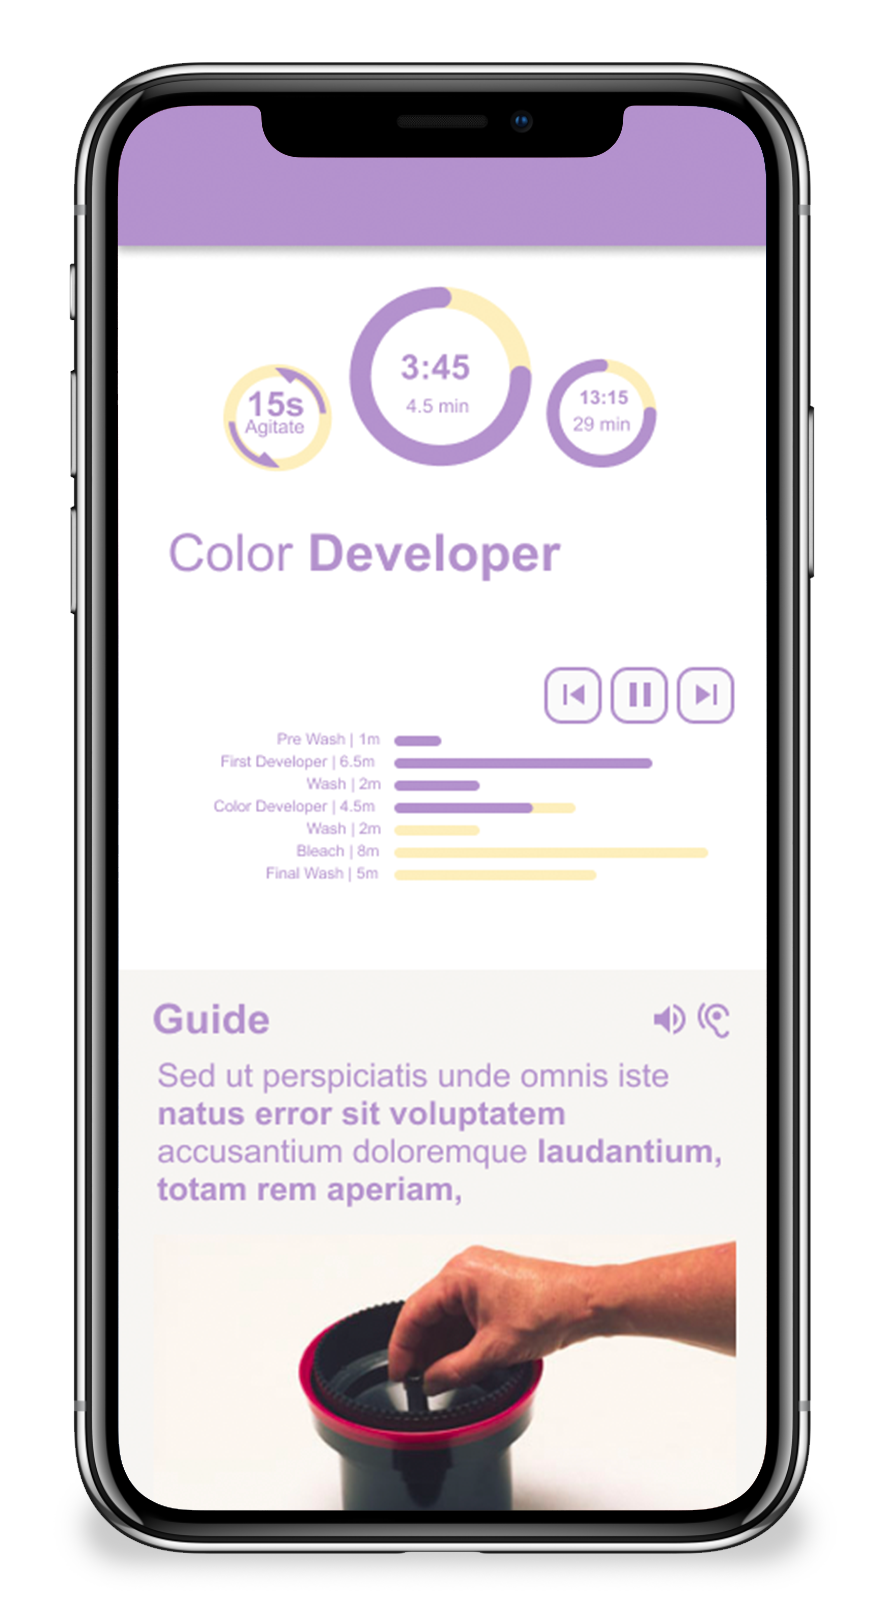 3:45
4.5 min
15s
Agitate
13:15
29 min
Color Developer
Pre Wash | 1m
First Developer | 6.5m
Wash | 2m
Color Developer | 4.5m
Wash | 2m
Bleach | 8m
Final Wash | 5m
Guide
Sed ut perspiciatis unde omnis iste
natus error sit voluptatem
accusantium doloremque laudantium,
totam rem aperiam,